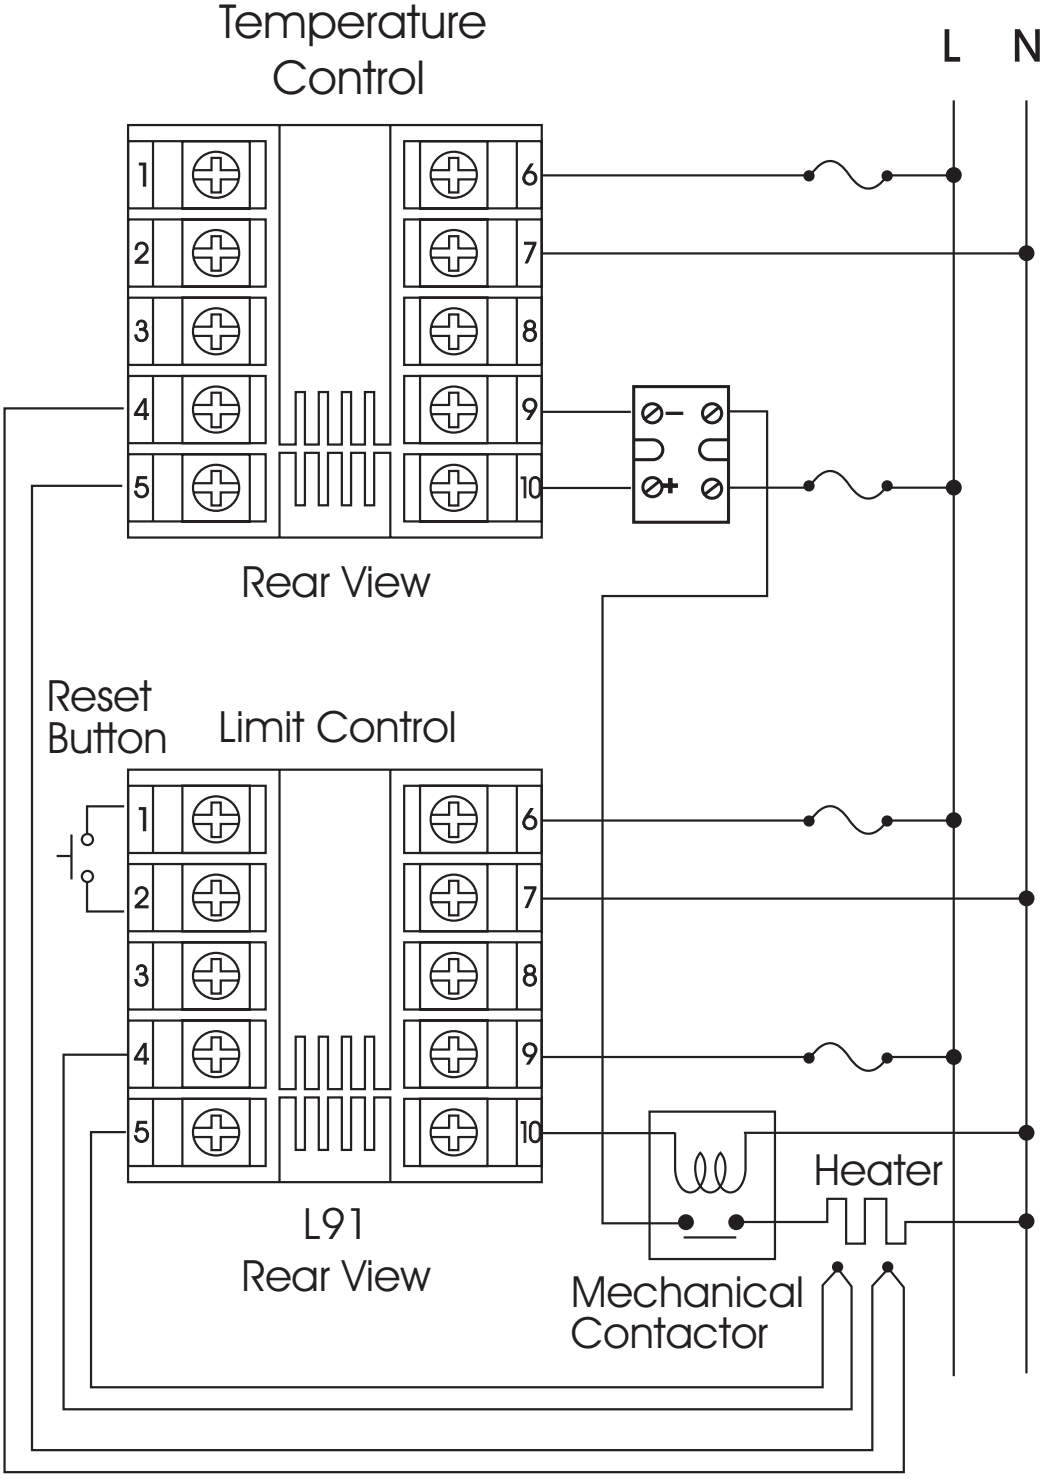 Temperature
Control
L N
1 6
2 7
3 8
4 9
5 10
−
+
Rear View
Reset
Button
Limit Control
1 6
2 7
3 8
4 9
5 10
Heater
L91
Rear View
Mechanical
Contactor